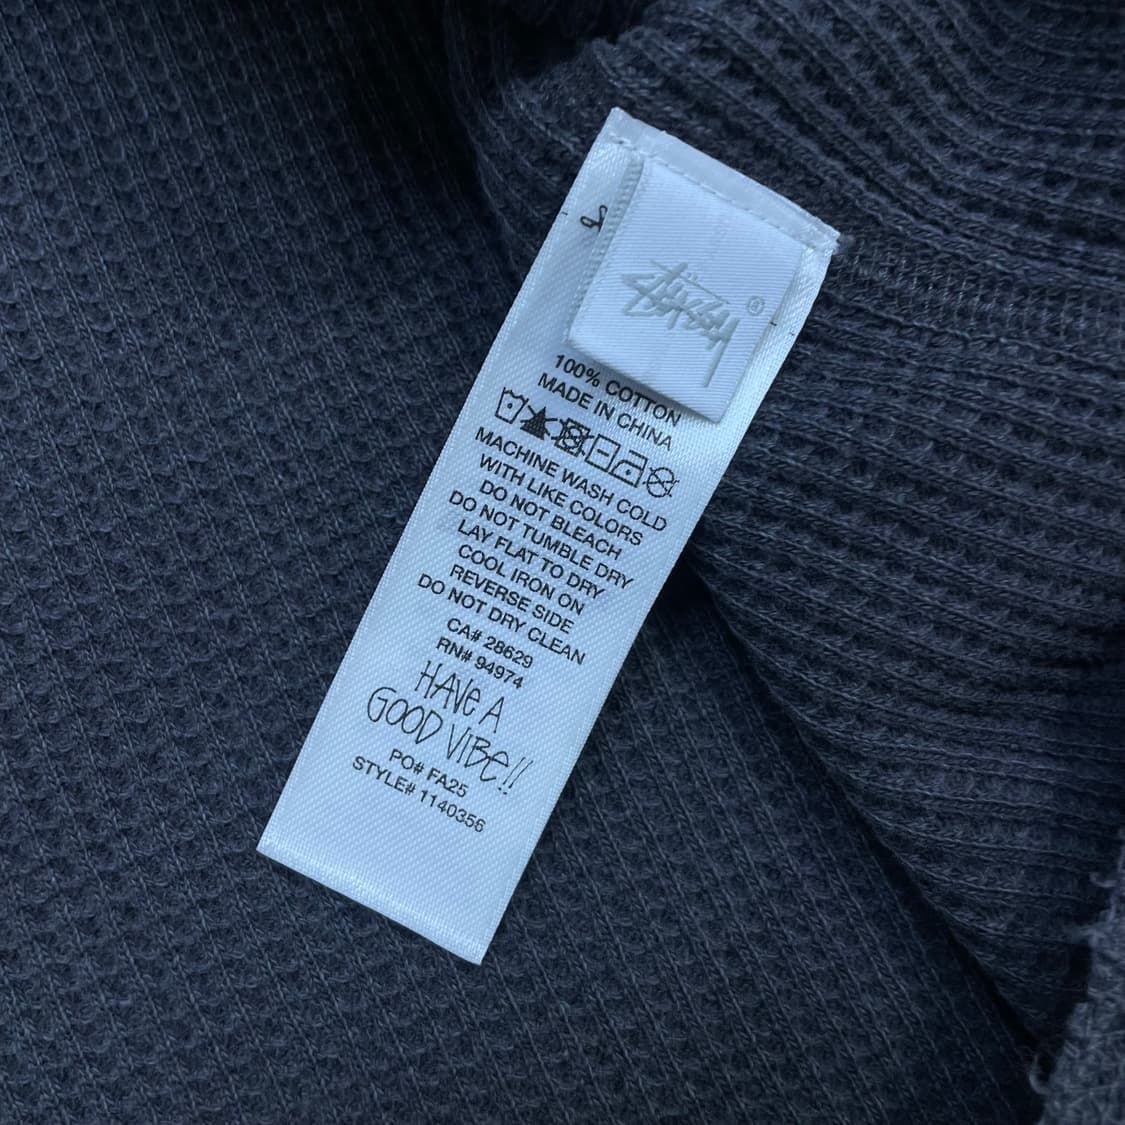 Stüssy ®
100% COTTON
MADE IN CHINA
MACHINE WASH COLD
WITH LIKE COLORS
DO NOT BLEACH
DO NOT TUMBLE DRY
LAY FLAT TO DRY
COOL IRON ON
REVERSE SIDE
DO NOT DRY CLEAN
CA# 28629
RN# 94974
HAVE A
GOOD VIBE!!
PO# FA25
STYLE# 1140356